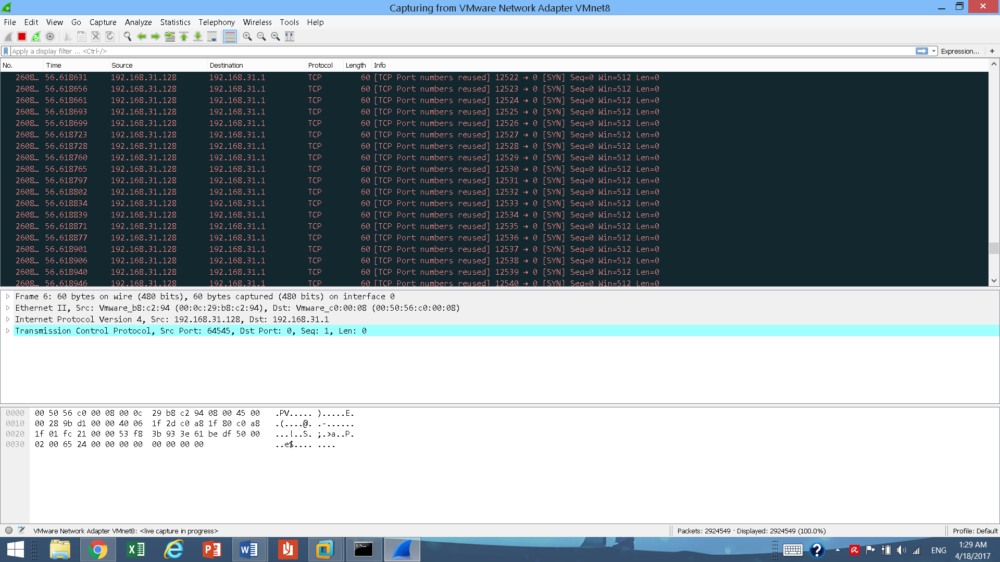 Capturing from VMware Network Adapter VMnet8
File Edit View Go Capture Analyze Statistics Telephony Wireless Tools Help
Apply a display filter ... <Ctrl-/> Expression... +
No. Time Source Destination Protocol Length Info
2608... 56.618631 192.168.31.128 192.168.31.1 TCP 60 [TCP Port numbers reused] 12522 → 0 [SYN] Seq=0 Win=512 Len=0
2608... 56.618656 192.168.31.128 192.168.31.1 TCP 60 [TCP Port numbers reused] 12523 → 0 [SYN] Seq=0 Win=512 Len=0
2608... 56.618661 192.168.31.128 192.168.31.1 TCP 60 [TCP Port numbers reused] 12524 → 0 [SYN] Seq=0 Win=512 Len=0
2608... 56.618693 192.168.31.128 192.168.31.1 TCP 60 [TCP Port numbers reused] 12525 → 0 [SYN] Seq=0 Win=512 Len=0
2608... 56.618699 192.168.31.128 192.168.31.1 TCP 60 [TCP Port numbers reused] 12526 → 0 [SYN] Seq=0 Win=512 Len=0
2608... 56.618723 192.168.31.128 192.168.31.1 TCP 60 [TCP Port numbers reused] 12527 → 0 [SYN] Seq=0 Win=512 Len=0
2608... 56.618728 192.168.31.128 192.168.31.1 TCP 60 [TCP Port numbers reused] 12528 → 0 [SYN] Seq=0 Win=512 Len=0
2608... 56.618760 192.168.31.128 192.168.31.1 TCP 60 [TCP Port numbers reused] 12529 → 0 [SYN] Seq=0 Win=512 Len=0
2608... 56.618765 192.168.31.128 192.168.31.1 TCP 60 [TCP Port numbers reused] 12530 → 0 [SYN] Seq=0 Win=512 Len=0
2608... 56.618797 192.168.31.128 192.168.31.1 TCP 60 [TCP Port numbers reused] 12531 → 0 [SYN] Seq=0 Win=512 Len=0
2608... 56.618802 192.168.31.128 192.168.31.1 TCP 60 [TCP Port numbers reused] 12532 → 0 [SYN] Seq=0 Win=512 Len=0
2608... 56.618834 192.168.31.128 192.168.31.1 TCP 60 [TCP Port numbers reused] 12533 → 0 [SYN] Seq=0 Win=512 Len=0
2608... 56.618839 192.168.31.128 192.168.31.1 TCP 60 [TCP Port numbers reused] 12534 → 0 [SYN] Seq=0 Win=512 Len=0
2608... 56.618871 192.168.31.128 192.168.31.1 TCP 60 [TCP Port numbers reused] 12535 → 0 [SYN] Seq=0 Win=512 Len=0
2608... 56.618877 192.168.31.128 192.168.31.1 TCP 60 [TCP Port numbers reused] 12536 → 0 [SYN] Seq=0 Win=512 Len=0
2608... 56.618901 192.168.31.128 192.168.31.1 TCP 60 [TCP Port numbers reused] 12537 → 0 [SYN] Seq=0 Win=512 Len=0
2608... 56.618906 192.168.31.128 192.168.31.1 TCP 60 [TCP Port numbers reused] 12538 → 0 [SYN] Seq=0 Win=512 Len=0
2608... 56.618940 192.168.31.128 192.168.31.1 TCP 60 [TCP Port numbers reused] 12539 → 0 [SYN] Seq=0 Win=512 Len=0
2608... 56.618946 192.168.31.128 192.168.31.1 TCP 60 [TCP Port numbers reused] 12540 → 0 [SYN] Seq=0 Win=512 Len=0
Frame 6: 60 bytes on wire (480 bits), 60 bytes captured (480 bits) on interface 0
Ethernet II, Src: Vmware_b8:c2:94 (00:0c:29:b8:c2:94), Dst: Vmware_c0:00:08 (00:50:56:c0:00:08)
Internet Protocol Version 4, Src: 192.168.31.128, Dst: 192.168.31.1
Transmission Control Protocol, Src Port: 64545, Dst Port: 0, Seq: 1, Len: 0
0000 00 50 56 c0 00 08 00 0c 29 b8 c2 94 08 00 45 00 .PV..... ).....E.
0010 00 28 9b d1 00 00 40 06 1f 2d c0 a8 1f 80 c0 a8 .(....@. .-......
0020 1f 01 fc 21 00 00 53 f8 3b 93 3e 61 be df 50 00 ...!..S. ;.>a..P.
0030 02 00 65 24 00 00 00 00 00 00 00 00 ..e$.... ....
VMware Network Adapter VMnet8: <live capture in progress> Packets: 2924549 · Displayed: 2924549 (100.0%) Profile: Default
ENG
1:29 AM
4/18/2017